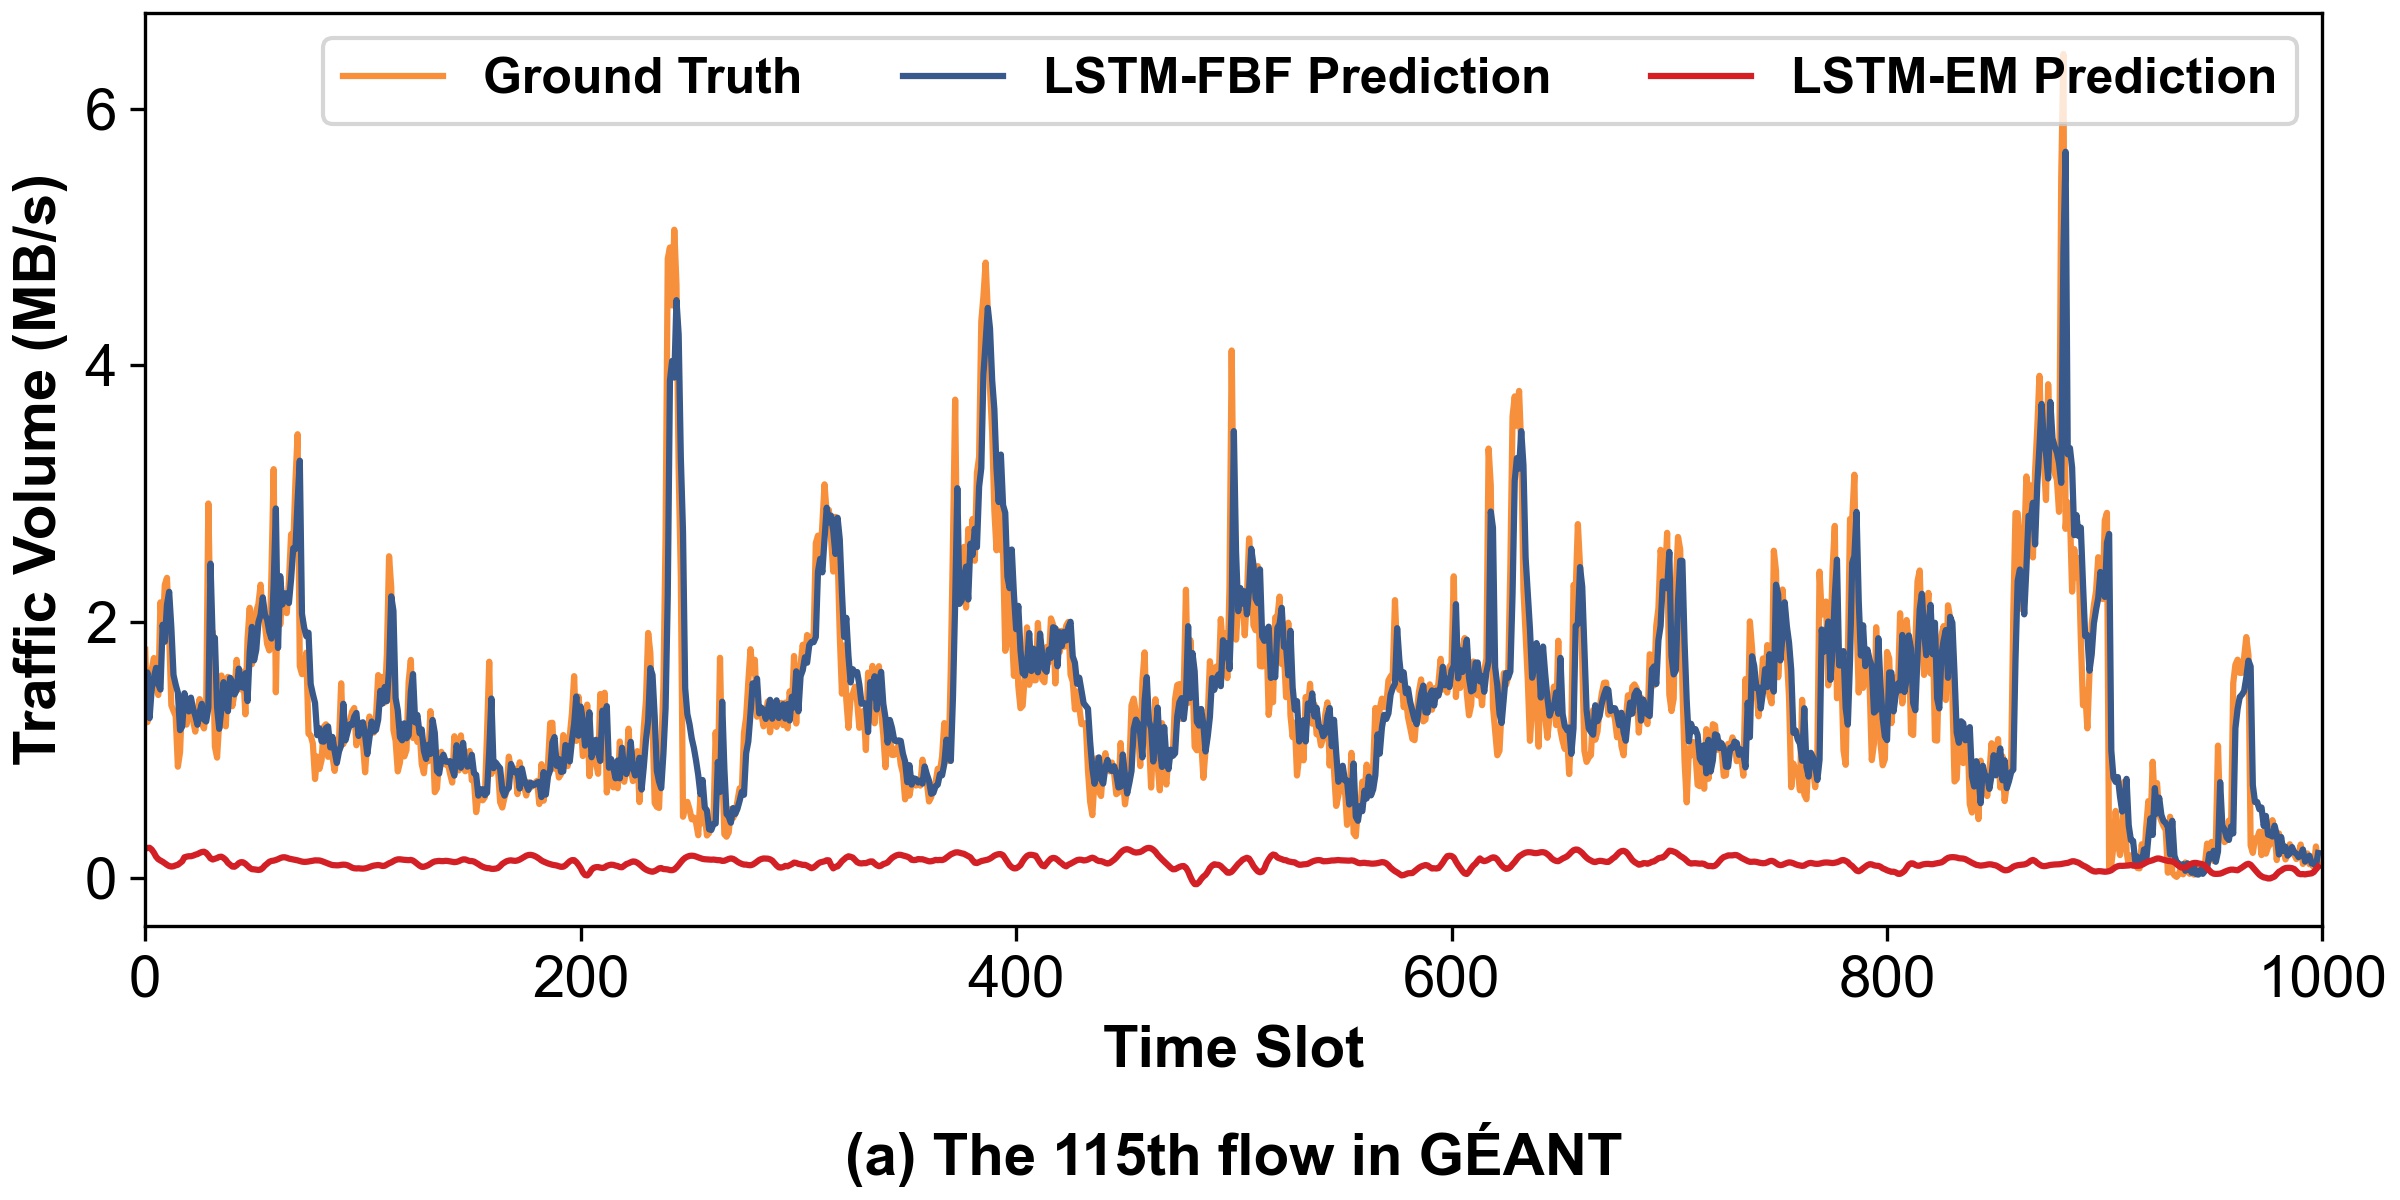 Ground Truth LSTM-FBF Prediction LSTM-EM Prediction
Traffic Volume (MB/s)
6
4
2
0
0 200 400 600 800 1000
Time Slot
(a) The 115th flow in GÉANT